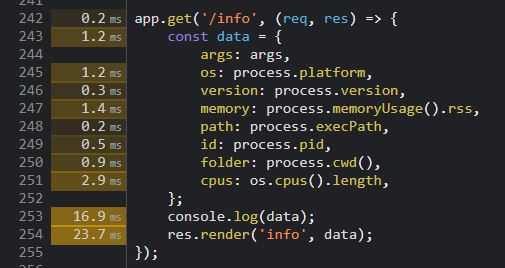 241
242 0.2 ms app.get('/info', (req, res) => {
243 1.2 ms const data = {
244 args: args,
245 1.2 ms os: process.platform,
246 0.3 ms version: process.version,
247 1.4 ms memory: process.memoryUsage().rss,
248 0.2 ms path: process.execPath,
249 0.5 ms id: process.pid,
250 0.9 ms folder: process.cwd(),
251 2.9 ms cpus: os.cpus().length,
252 };
253 16.9 ms console.log(data);
254 23.7 ms res.render('info', data);
255 });